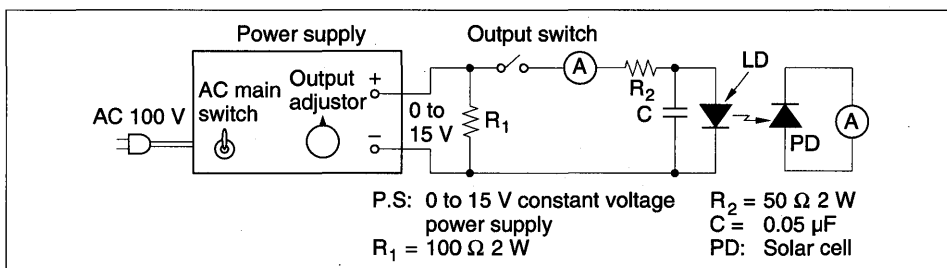 Power supply
Output switch
AC 100 V
AC main
switch
Output
adjustor
+
−
0 to
15 V
R1
A
R2
C
LD
PD
A
P.S: 0 to 15 V constant voltage
power supply
R1 = 100 Ω 2 W
R2 = 50 Ω 2 W
C = 0.05 µF
PD: Solar cell